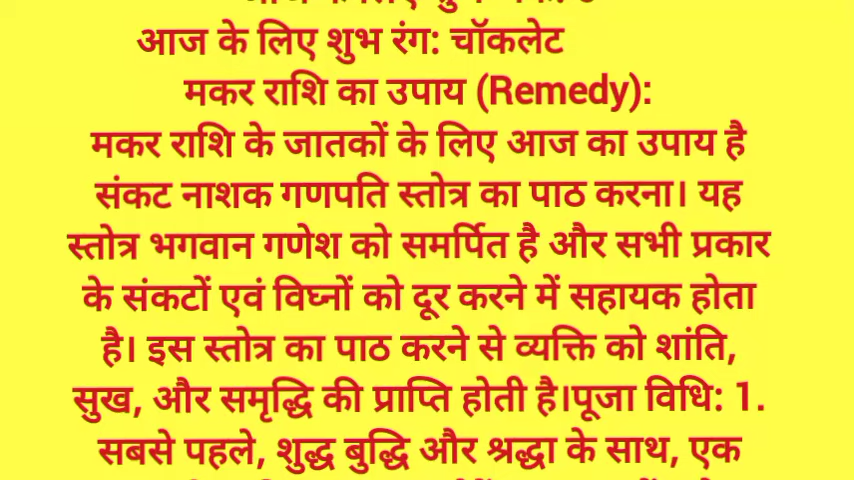 आज के लिए शुभ रंग: चॉकलेट
मकर राशि का उपाय (Remedy):
मकर राशि के जातकों के लिए आज का उपाय है
संकट नाशक गणपति स्तोत्र का पाठ करना। यह
स्तोत्र भगवान गणेश को समर्पित है और सभी प्रकार
के संकटों एवं विघ्नों को दूर करने में सहायक होता
है। इस स्तोत्र का पाठ करने से व्यक्ति को शांति,
सुख, और समृद्धि की प्राप्ति होती है।पूजा विधि: 1.
सबसे पहले, शुद्ध बुद्धि और श्रद्धा के साथ, एक